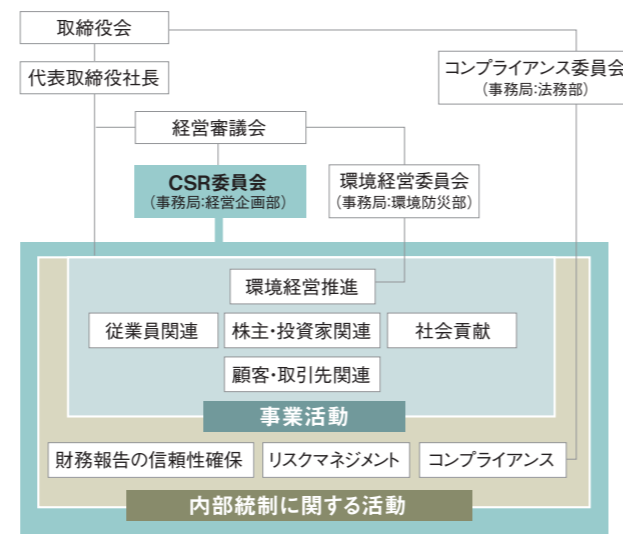 取締役会
代表取締役社長
コンプライアンス委員会
（事務局：法務部）
経営審議会
CSR委員会
（事務局：経営企画部）
環境経営委員会
（事務局：環境防災部）
環境経営推進
従業員関連
株主・投資家関連
社会貢献
顧客・取引先関連
事業活動
財務報告の信頼性確保
リスクマネジメント
コンプライアンス
内部統制に関する活動